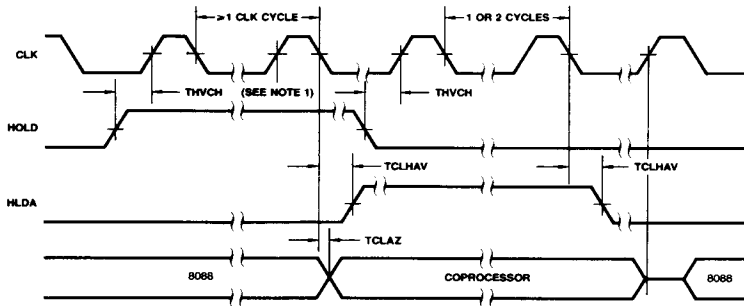 ≥1 CLK CYCLE
1 OR 2 CYCLES
CLK
THVCH (SEE NOTE 1)
THVCH
HOLD
TCLHAV
TCLHAV
HLDA
TCLAZ
8088
COPROCESSOR
8088